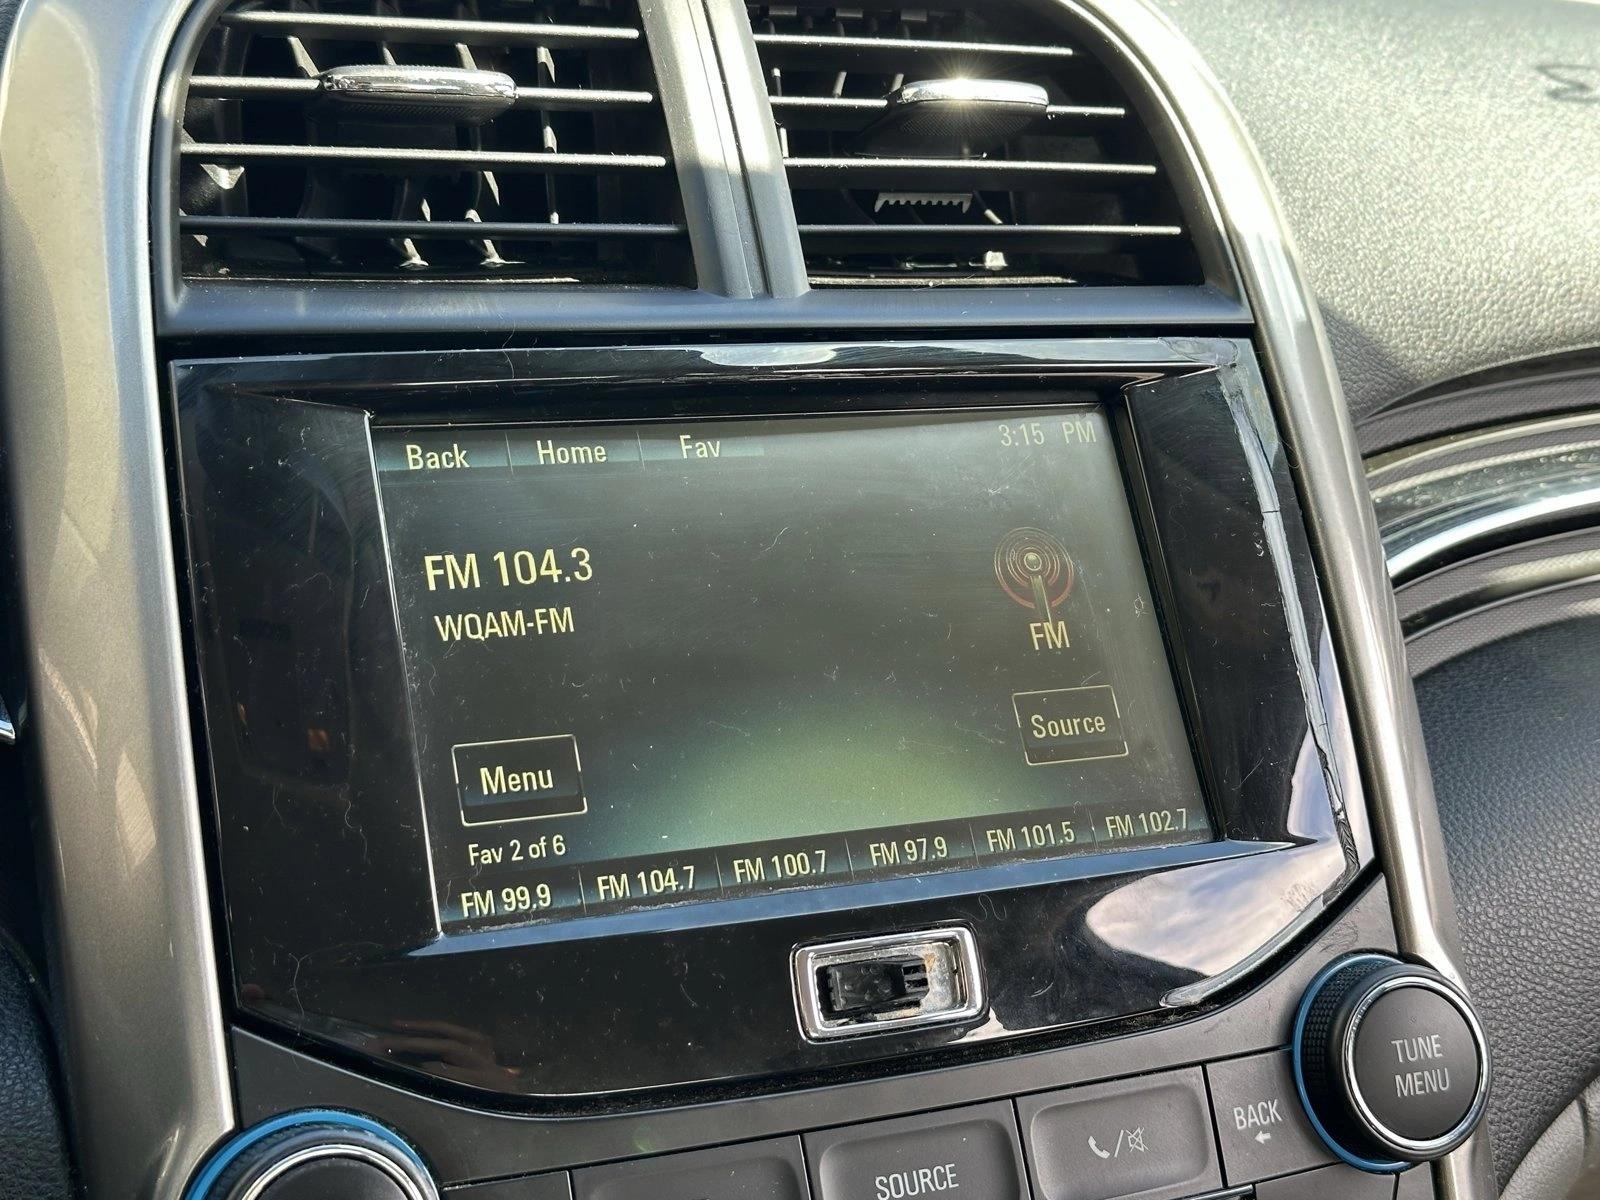 Back Home Fav 3:15 PM
FM 104.3
WQAM-FM
FM
Source
Menu
Fav 2 of 6
FM 99.9 FM 104.7 FM 100.7 FM 97.9 FM 101.5 FM 102.7
TUNE
MENU
BACK
SOURCE